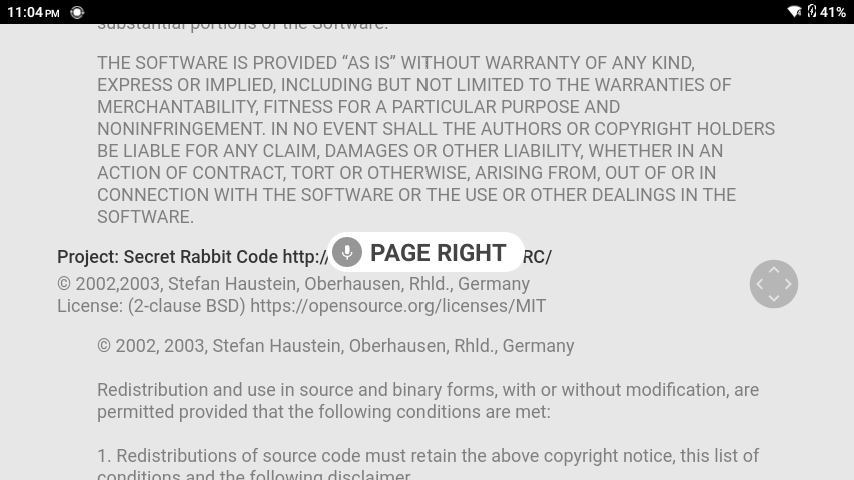 11:04 PM 41%
substantial portions of the Software.
THE SOFTWARE IS PROVIDED “AS IS” WITHOUT WARRANTY OF ANY KIND,
EXPRESS OR IMPLIED, INCLUDING BUT NOT LIMITED TO THE WARRANTIES OF
MERCHANTABILITY, FITNESS FOR A PARTICULAR PURPOSE AND
NONINFRINGEMENT. IN NO EVENT SHALL THE AUTHORS OR COPYRIGHT HOLDERS
BE LIABLE FOR ANY CLAIM, DAMAGES OR OTHER LIABILITY, WHETHER IN AN
ACTION OF CONTRACT, TORT OR OTHERWISE, ARISING FROM, OUT OF OR IN
CONNECTION WITH THE SOFTWARE OR THE USE OR OTHER DEALINGS IN THE
SOFTWARE.
Project: Secret Rabbit Code http:// RC/
PAGE RIGHT
© 2002,2003, Stefan Haustein, Oberhausen, Rhld., Germany
License: (2-clause BSD) https://opensource.org/licenses/MIT
© 2002, 2003, Stefan Haustein, Oberhausen, Rhld., Germany
Redistribution and use in source and binary forms, with or without modification, are
permitted provided that the following conditions are met:
1. Redistributions of source code must retain the above copyright notice, this list of
conditions and the following disclaimer.